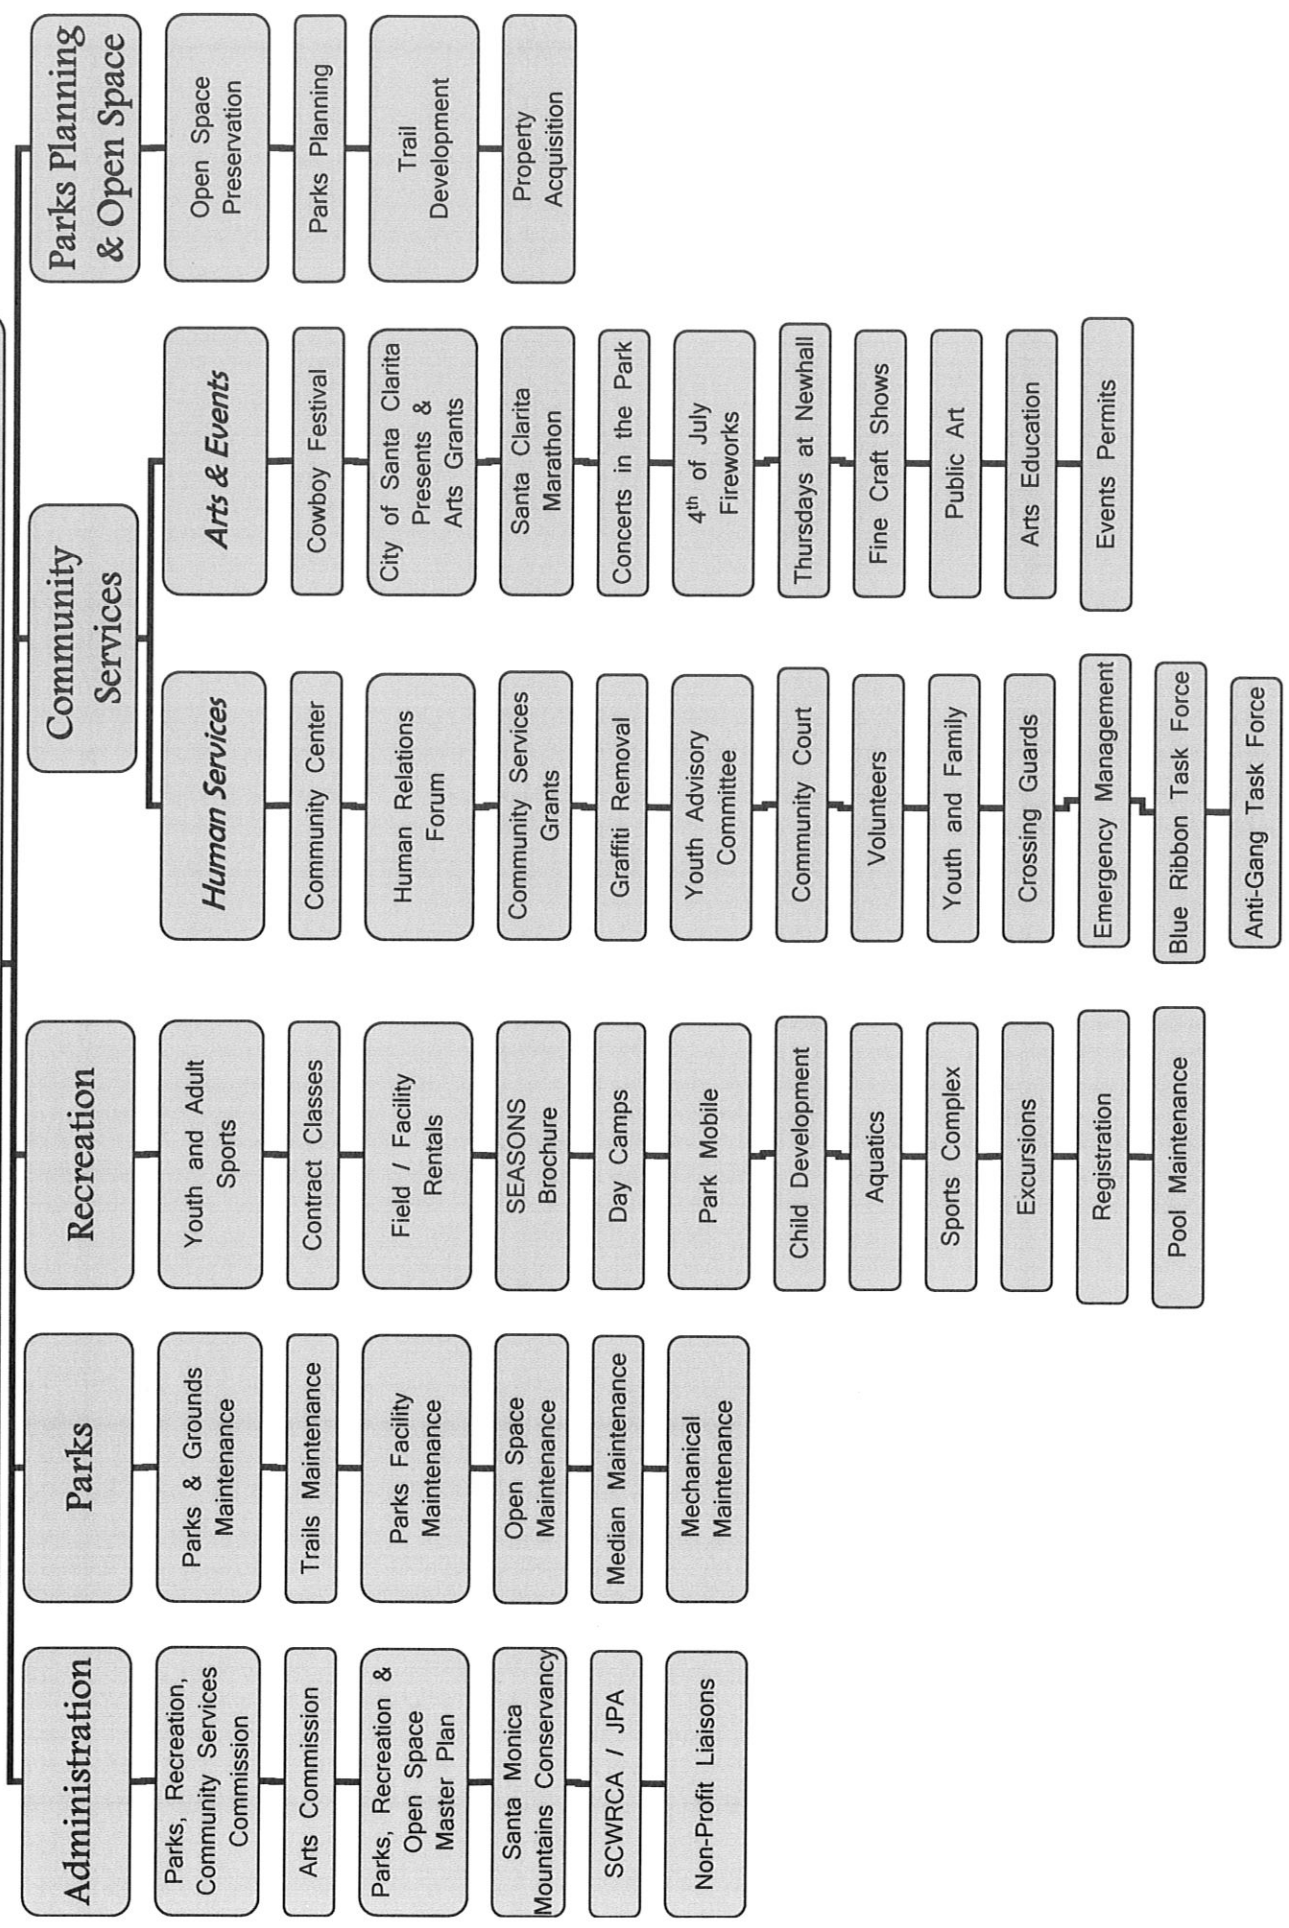 Administration
Parks, Recreation,
Community Services
Commission
Arts Commission
Parks, Recreation &
Open Space
Master Plan
Santa Monica
Mountains Conservancy
SCWRCA / JPA
Non-Profit Liaisons
Parks
Parks & Grounds
Maintenance
Trails Maintenance
Parks Facility
Maintenance
Open Space
Maintenance
Median Maintenance
Mechanical
Maintenance
Recreation
Youth and Adult
Sports
Contract Classes
Field / Facility
Rentals
SEASONS
Brochure
Day Camps
Park Mobile
Child Development
Aquatics
Sports Complex
Excursions
Registration
Pool Maintenance
Community
Services
Human Services
Community Center
Human Relations
Forum
Community Services
Grants
Graffiti Removal
Youth Advisory
Committee
Community Court
Volunteers
Youth and Family
Crossing Guards
Emergency Management
Blue Ribbon Task Force
Anti-Gang Task Force
Arts & Events
Cowboy Festival
City of Santa Clarita
Presents &
Arts Grants
Santa Clarita
Marathon
Concerts in the Park
4th of July
Fireworks
Thursdays at Newhall
Fine Craft Shows
Public Art
Arts Education
Events Permits
Parks Planning
& Open Space
Open Space
Preservation
Parks Planning
Trail
Development
Property
Acquisition